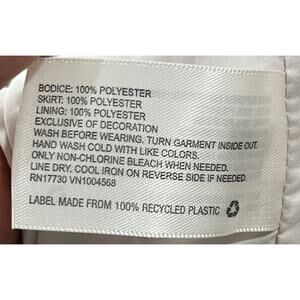 BODICE: 100% POLYESTER
SKIRT: 100% POLYESTER
LINING: 100% POLYESTER
EXCLUSIVE OF DECORATION
WASH BEFORE WEARING. TURN GARMENT INSIDE OUT.
HAND WASH COLD WITH LIKE COLORS.
ONLY NON-CHLORINE BLEACH WHEN NEEDED.
LINE DRY, COOL IRON ON REVERSE SIDE IF NEEDED.
RN17730 VN1004568
LABEL MADE FROM 100% RECYCLED PLASTIC